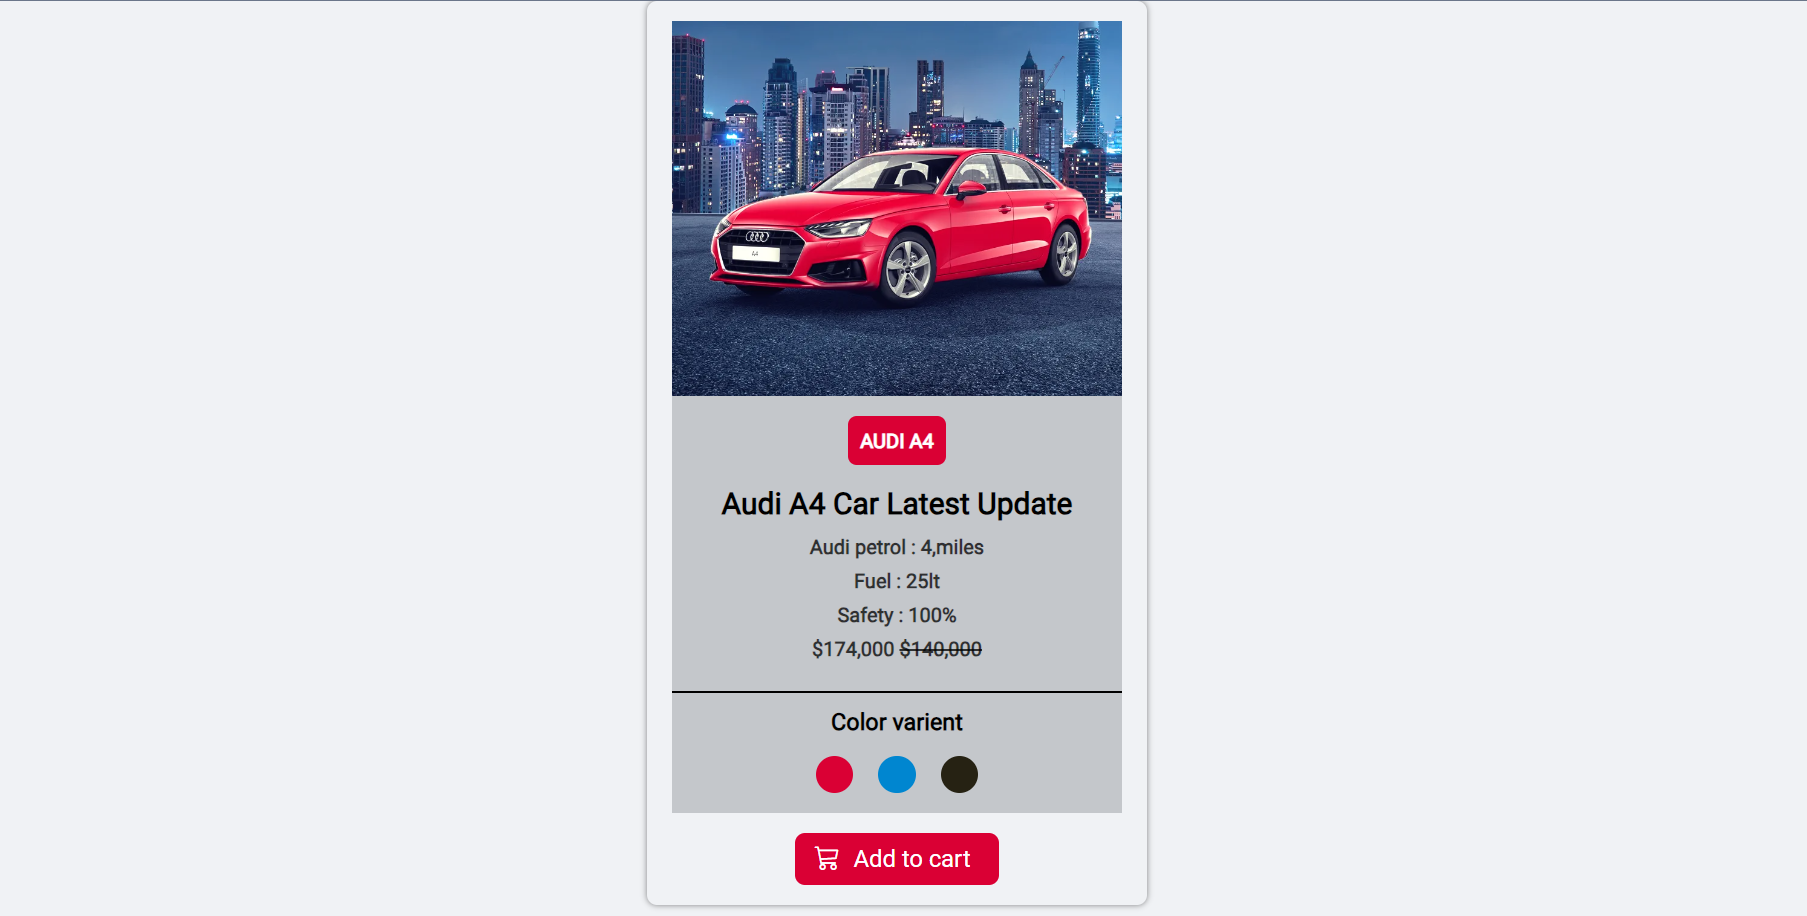 A4
AUDI A4
Audi A4 Car Latest Update
Audi petrol : 4,miles
Fuel : 25lt
Safety : 100%
$174,000 $140,000
Color varient
Add to cart